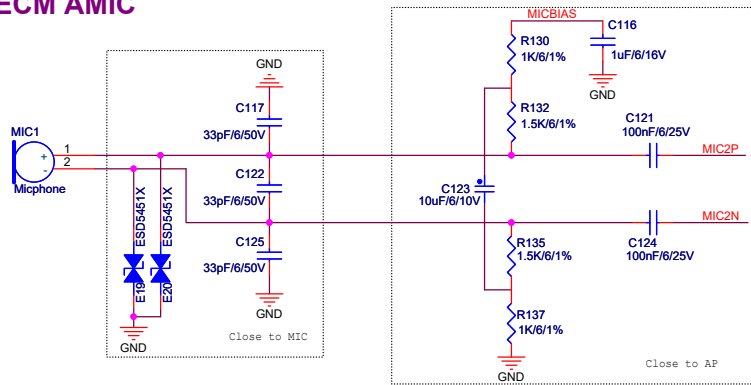 ECM AMIC
MICBIAS
C116
1uF/6/16V
GND
R130
1K/6/1%
GND
C117
33pF/6/50V
R132
1.5K/6/1%
C121
100nF/6/25V
MIC1
1
2
+
-
Micphone
MIC2P
C122
33pF/6/50V
C123
10uF/6/10V
ESD5451X
ESD5451X
MIC2N
C125
33pF/6/50V
R135
1.5K/6/1%
C124
100nF/6/25V
E19
E20
GND
R137
1K/6/1%
GND
Close to MIC
GND
Close to AP